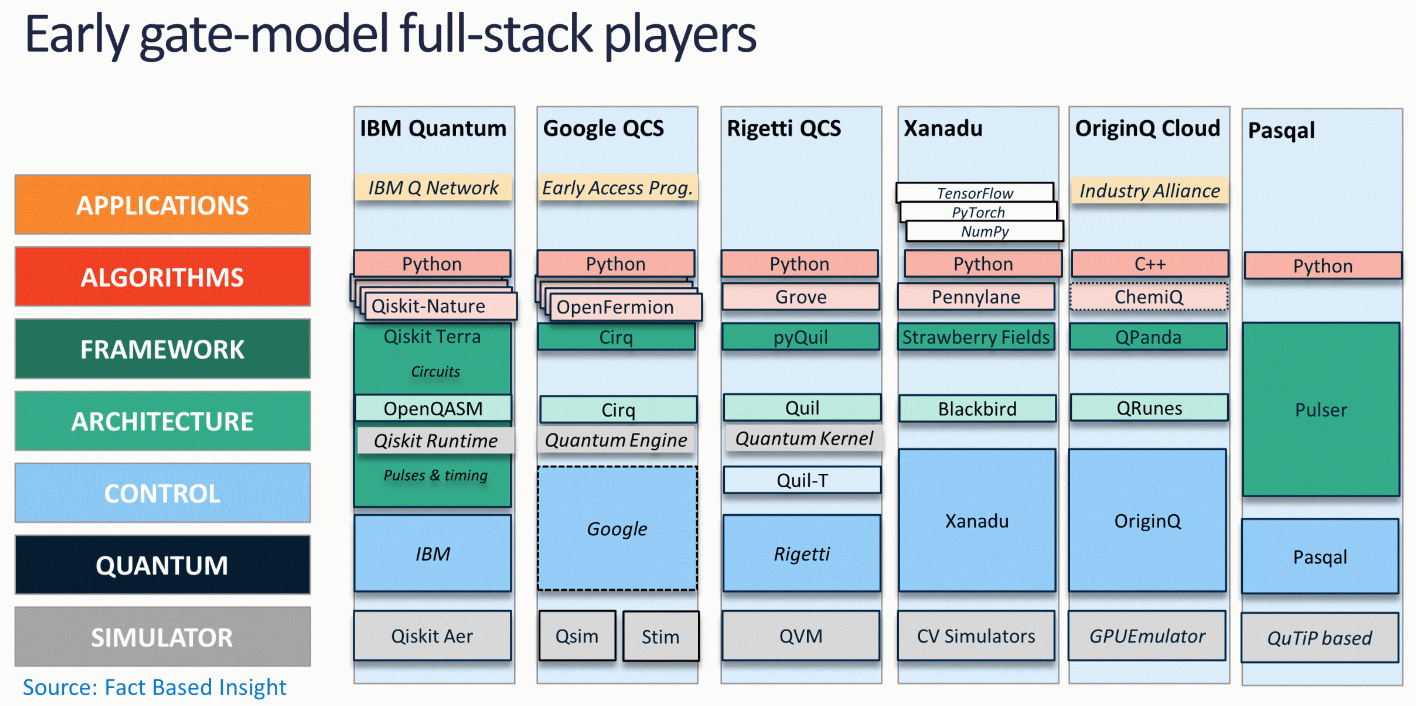 Early gate-model full-stack players
IBM Quantum
Google QCS
Rigetti QCS
Xanadu
OriginQ Cloud
Pasqal
APPLICATIONS
IBM Q Network
Early Access Prog.
TensorFlow
PyTorch
NumPy
Industry Alliance
ALGORITHMS
Python
Python
Python
Python
C++
Python
Qiskit-Nature
OpenFermion
Grove
Pennylane
ChemiQ
FRAMEWORK
Qiskit Terra
Cirq
pyQuil
Strawberry Fields
QPanda
Circuits
ARCHITECTURE
OpenQASM
Cirq
Quil
Blackbird
QRunes
Pulser
Qiskit Runtime
Quantum Engine
Quantum Kernel
CONTROL
Pulses & timing
Quil-T
Google
Xanadu
OriginQ
QUANTUM
IBM
Rigetti
Pasqal
SIMULATOR
Qiskit Aer
Qsim
Stim
QVM
CV Simulators
GPUEmulator
QuTiP based
Source: Fact Based Insight